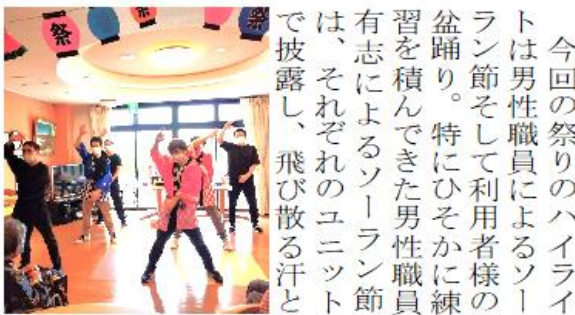 今回の祭りのハイライ
トは男性職員によるソー
ラン節そして利用者様の
盆踊り。特にひそかに練
習を積んできた男性職員
有志によるソーラン節
は、それぞれのユニット
で披露し、飛び散る汗と
祭
祭